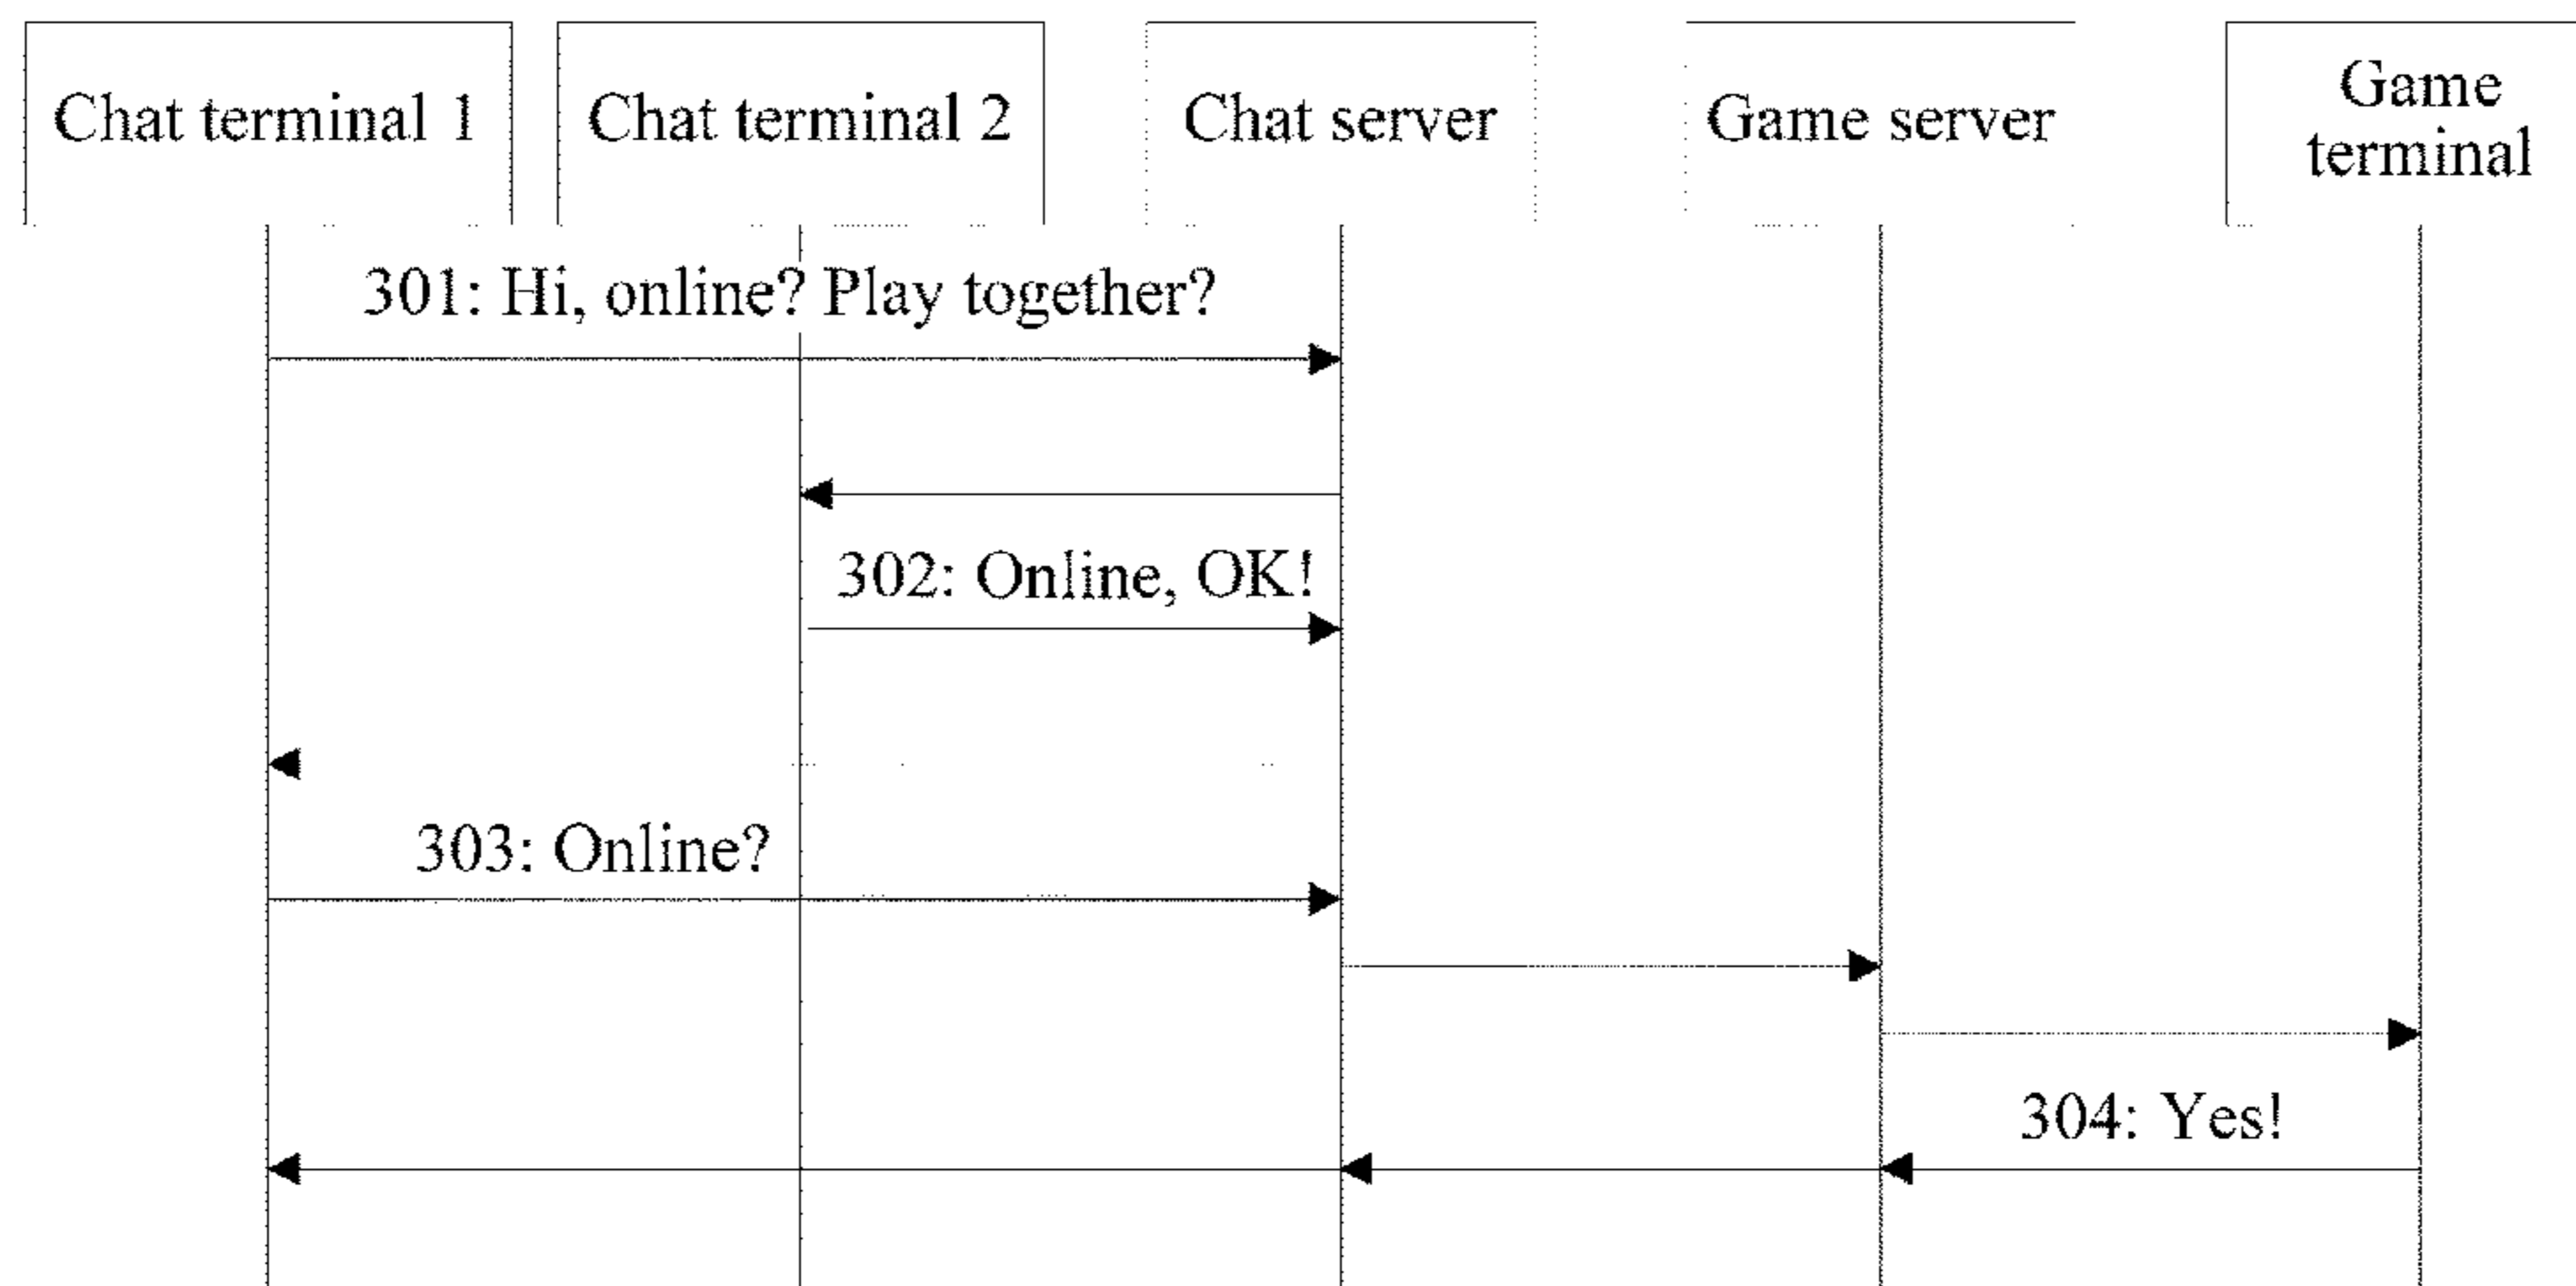 Chat terminal 1
Chat terminal 2
Chat server
Game server
Game
terminal
301: Hi, online? Play together?
302: Online, OK!
303: Online?
304: Yes!